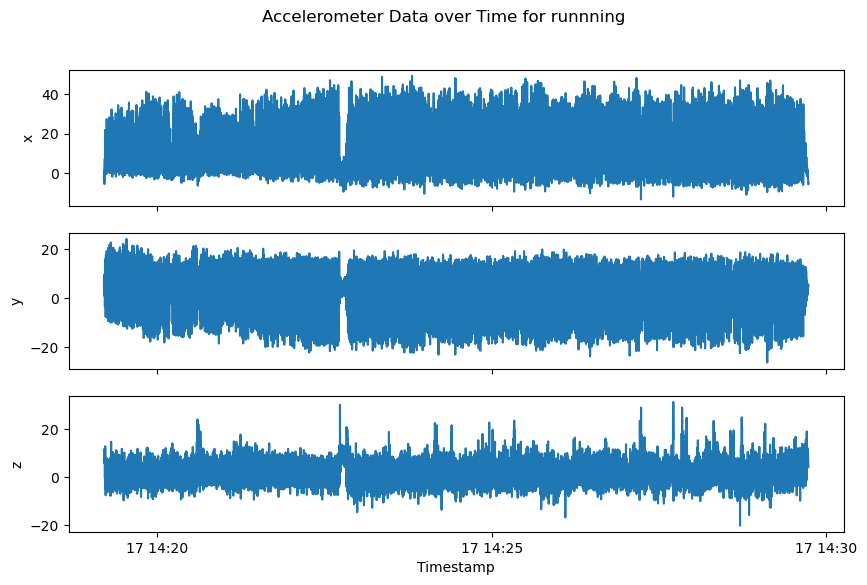 Accelerometer Data over Time for runnning
40
20
0
x
20
0
−20
y
20
0
−20
z
17 14:20 17 14:25 17 14:30
Timestamp